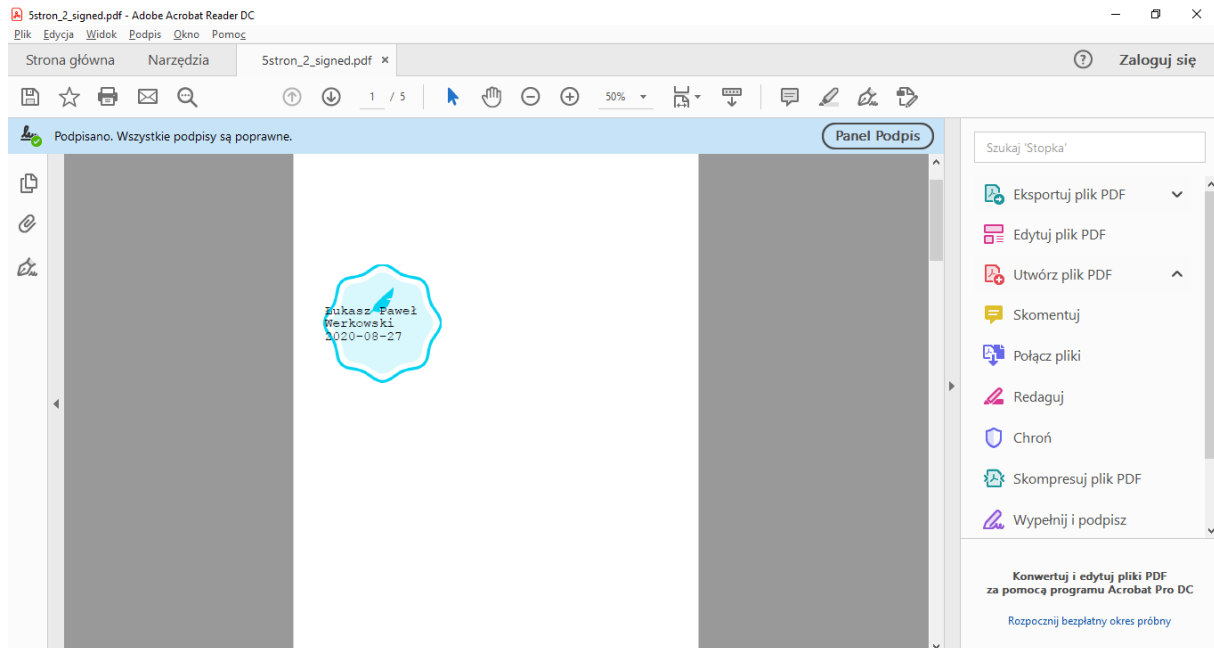 5stron_2_signed.pdf - Adobe Acrobat Reader DC
Plik Edycja Widok Podpis Okno Pomoc
Strona główna Narzędzia 5stron_2_signed.pdf × Zaloguj się
1 / 5 50%
Podpisano. Wszystkie podpisy są poprawne. Panel Podpis
Łukasz Paweł
Werkowski
2020-08-27
Szukaj 'Stopka'
Eksportuj plik PDF
Edytuj plik PDF
Utwórz plik PDF
Skomentuj
Połącz pliki
Redaguj
Chroń
Skompresuj plik PDF
Wypełnij i podpisz
Konwertuj i edytuj pliki PDF
za pomocą programu Acrobat Pro DC
Rozpocznij bezpłatny okres próbny